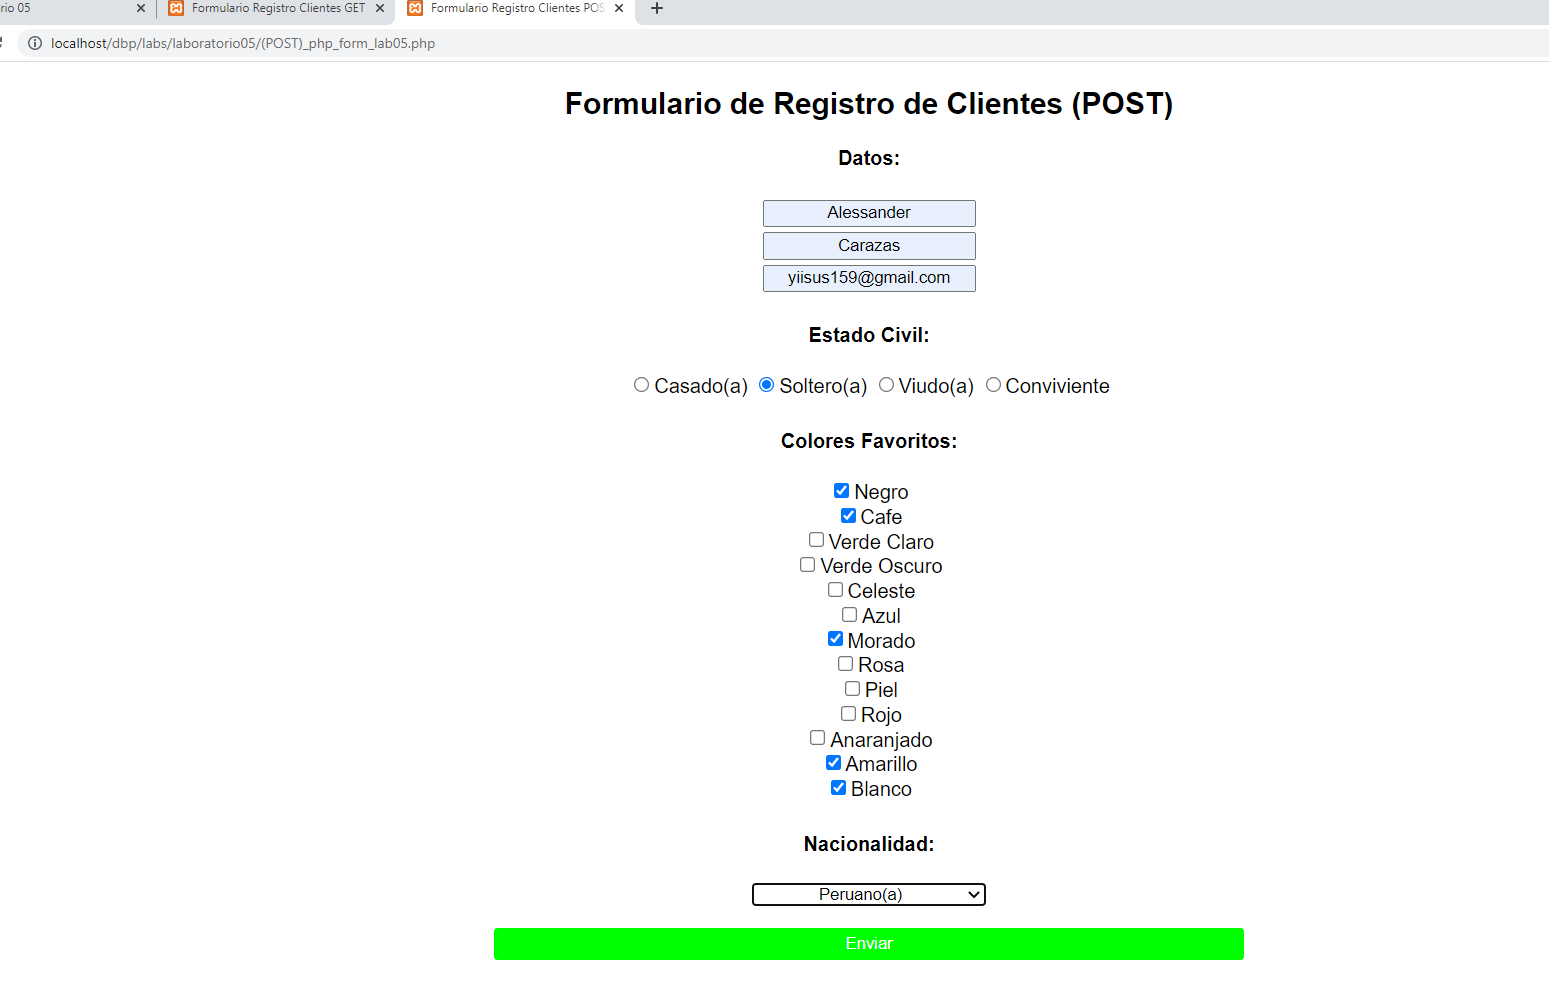 rio 05
Formulario Registro Clientes GET
Formulario Registro Clientes POS
localhost/dbp/labs/laboratorio05/(POST)_php_form_lab05.php
Formulario de Registro de Clientes (POST)
Datos:
Alessander
Carazas
yiisus159@gmail.com
Estado Civil:
Casado(a) Soltero(a) Viudo(a) Conviviente
Colores Favoritos:
Negro
Cafe
Verde Claro
Verde Oscuro
Celeste
Azul
Morado
Rosa
Piel
Rojo
Anaranjado
Amarillo
Blanco
Nacionalidad:
Peruano(a)
Enviar